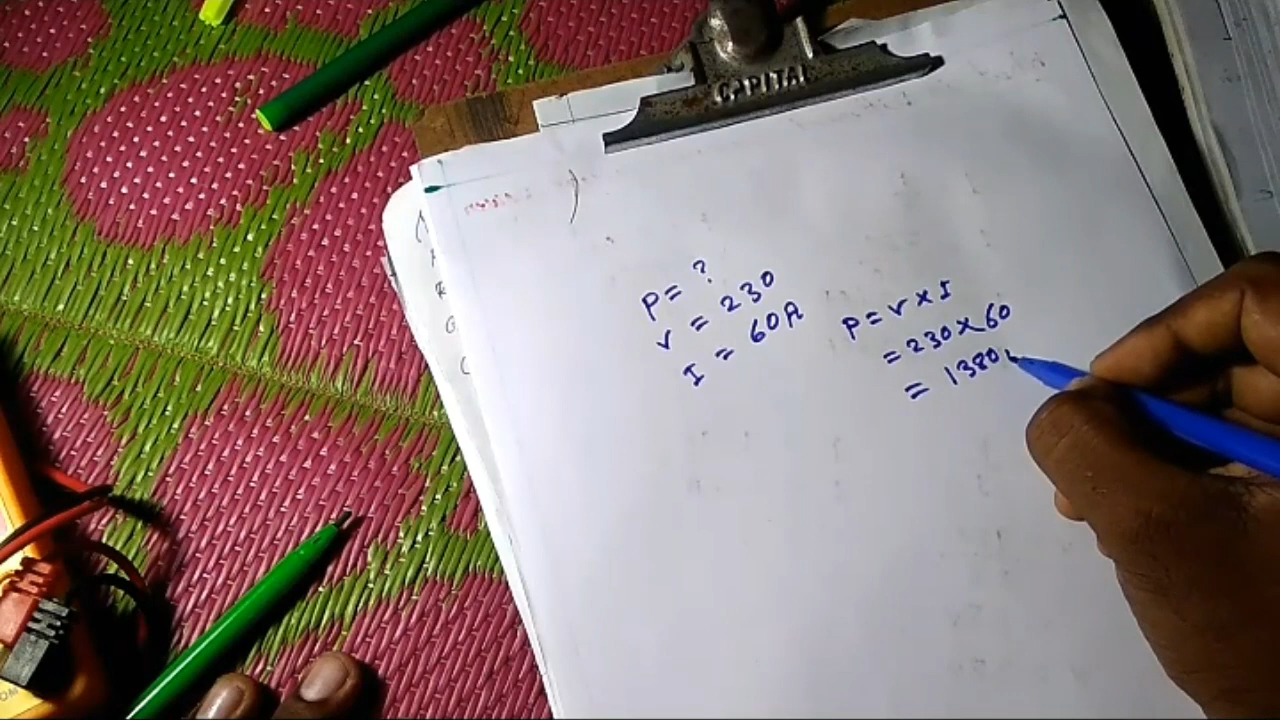 CAPITAL
P = ?
V = 230
I = 60A
P = V × I
= 230 × 60
= 1380